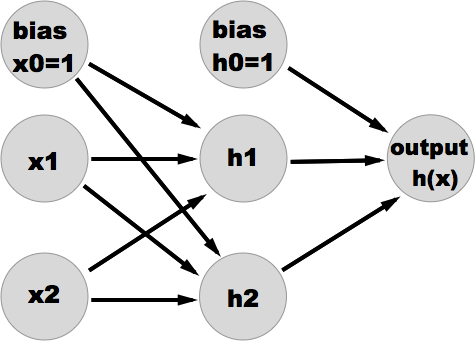 bias
x0=1
bias
h0=1
x1
h1
output
h(x)
x2
h2